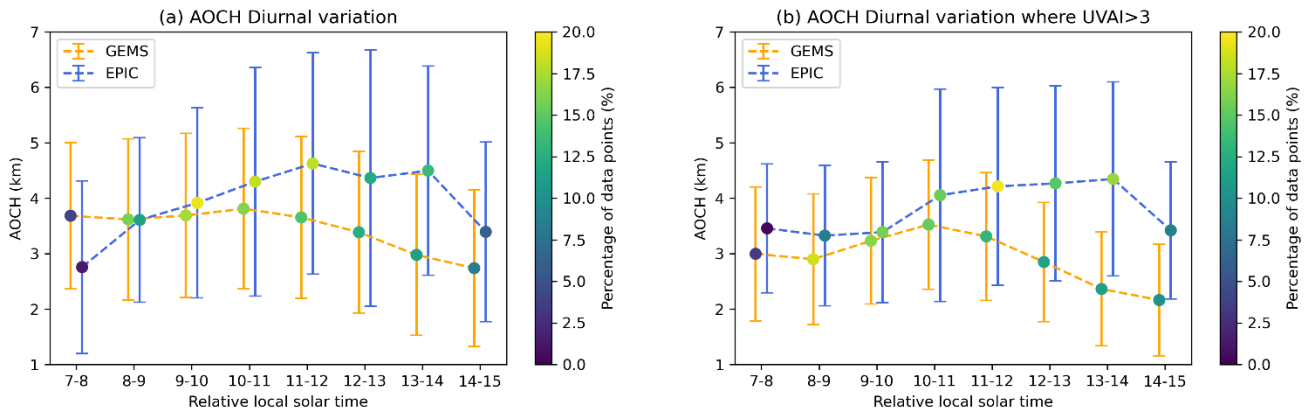 (a) AOCH Diurnal variation
7
6
5
4
3
2
1
AOCH (km)
GEMS
EPIC
7-8 8-9 9-10 10-11 11-12 12-13 13-14 14-15
Relative local solar time
20.0
17.5
15.0
12.5
10.0
7.5
5.0
2.5
0.0
Percentage of data points (%)
(b) AOCH Diurnal variation where UVAI>3
7
6
5
4
3
2
1
AOCH (km)
GEMS
EPIC
7-8 8-9 9-10 10-11 11-12 12-13 13-14 14-15
Relative local solar time
20.0
17.5
15.0
12.5
10.0
7.5
5.0
2.5
0.0
Percentage of data points (%)